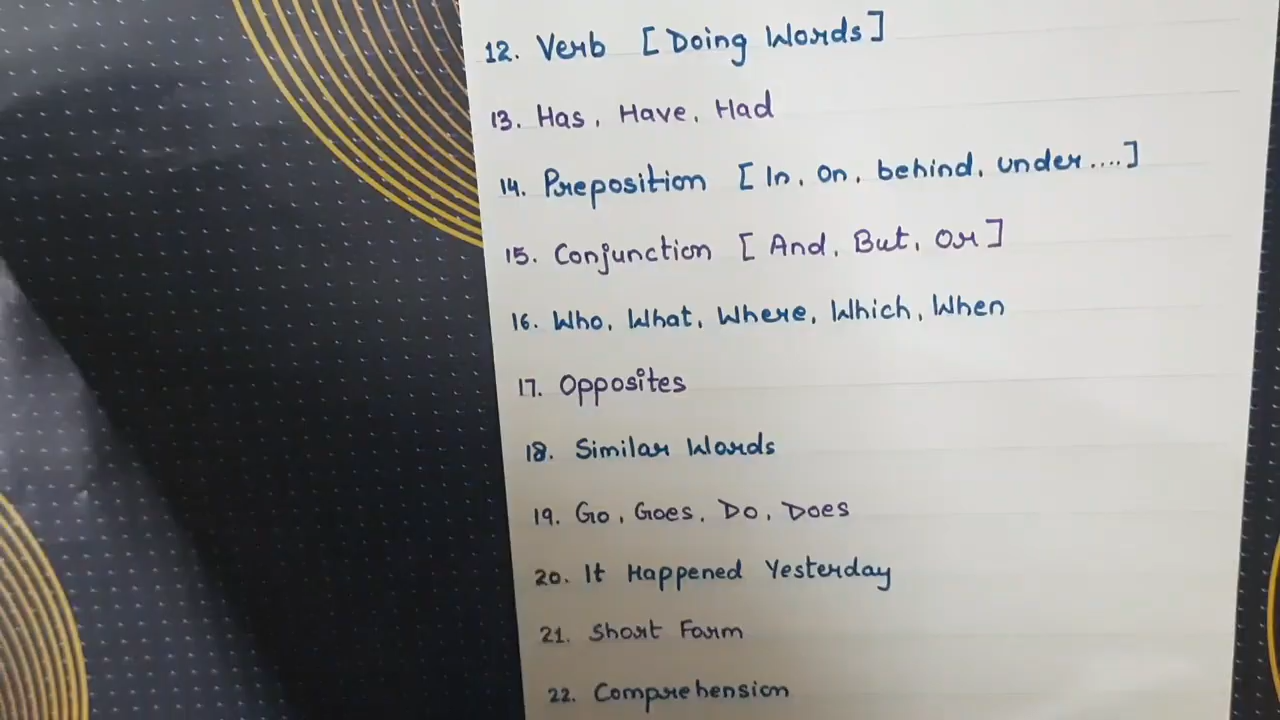 12. Verb [Doing Words]
13. Has, Have, Had
14. Preposition [In, On, behind, under....]
15. Conjunction [And, But, Or]
16. Who, What, Where, Which, When
17. Opposites
18. Similar Words
19. Go, Goes, Do, Does
20. It Happened Yesterday
21. Short Form
22. Comprehension